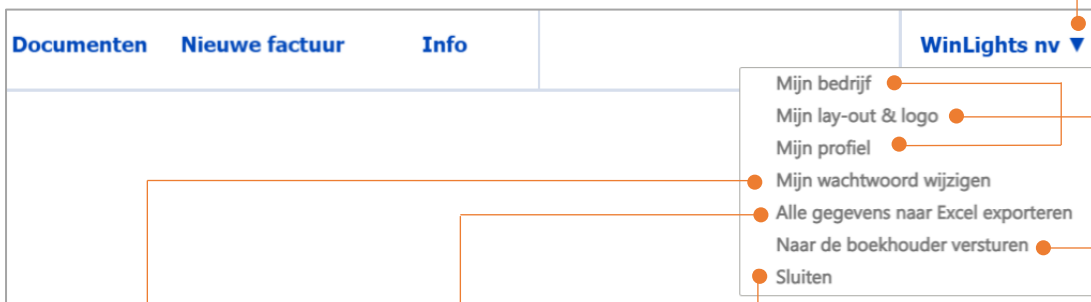 Documenten Nieuwe factuur Info WinLights nv ▼
Mijn bedrijf
Mijn lay-out & logo
Mijn profiel
Mijn wachtwoord wijzigen
Alle gegevens naar Excel exporteren
Naar de boekhouder versturen
Sluiten